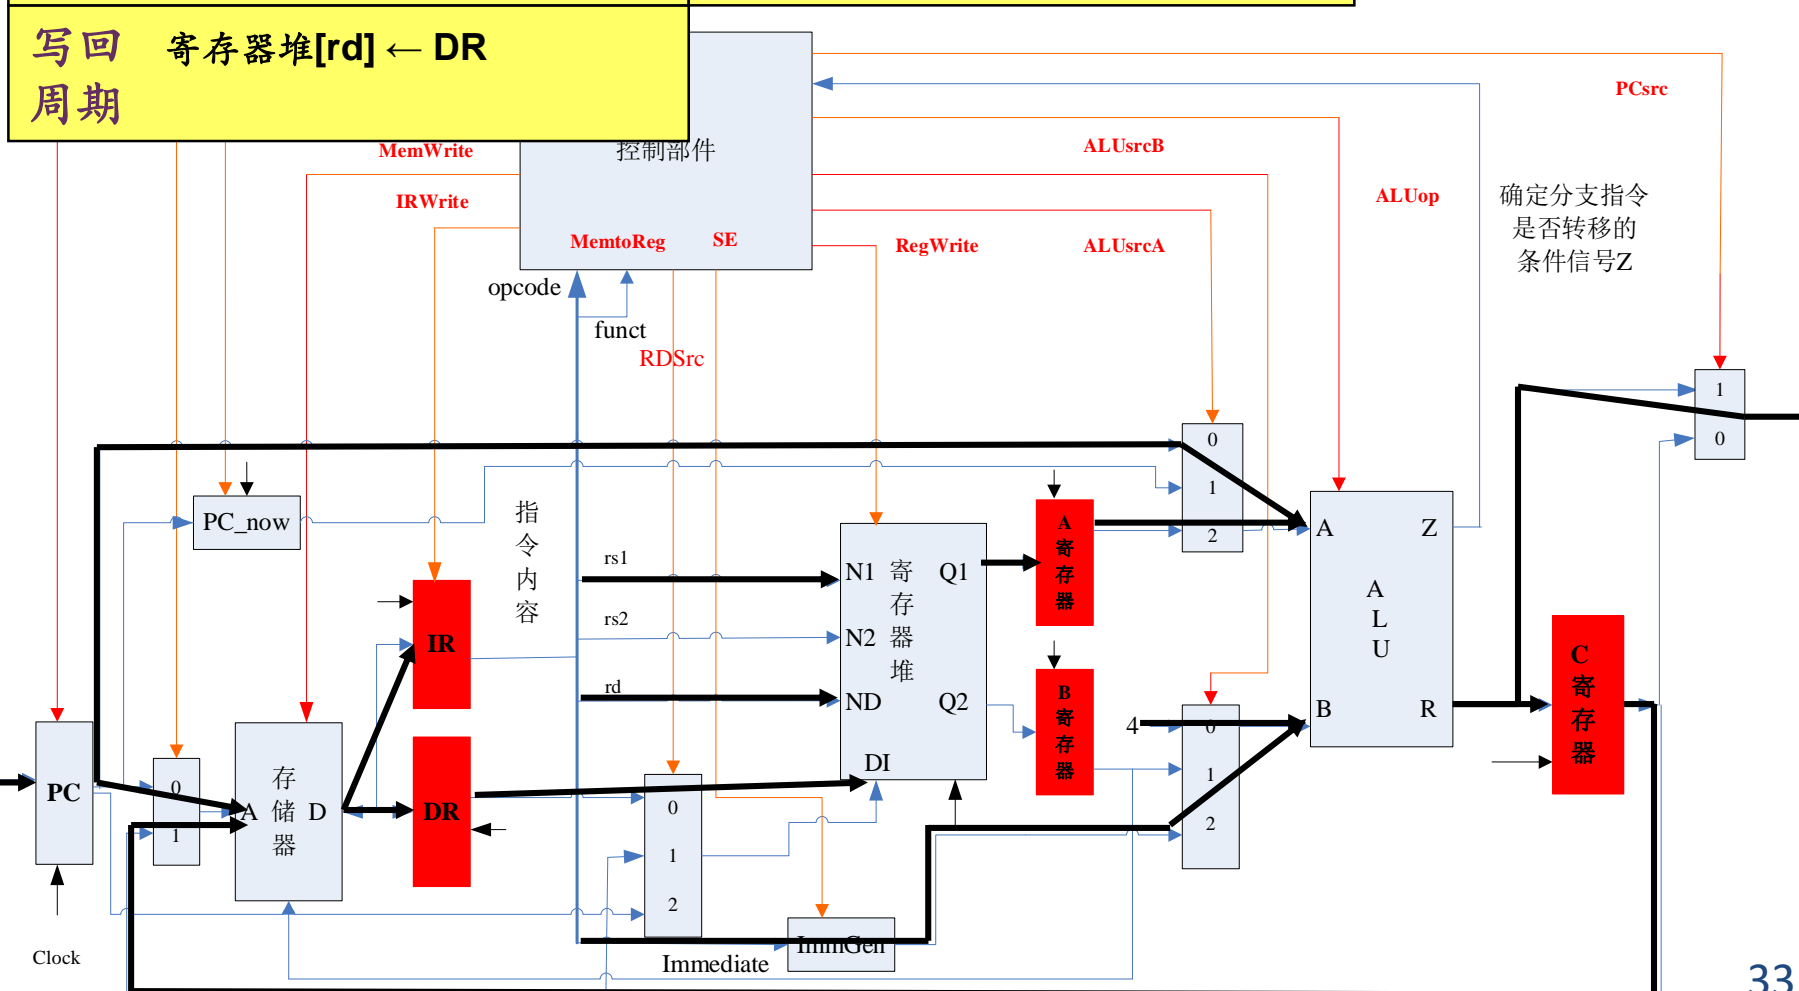 写回 寄存器堆[rd] ← DR
周期
控制部件
MemWrite
IRWrite
MemtoReg
SE
RegWrite
ALUsrcB
ALUsrcA
ALUop
PCsrc
确定分支指令
是否转移的
条件信号Z
opcode
funct
RDSrc
指
令
内
容
PC_now
rs1
rs2
rd
N1
N2
ND
DI
Q1
Q2
寄
存
器
堆
A
寄
存
器
B
寄
存
器
0
1
2
4
0
1
2
A
B
Z
R
A
L
U
1
0
C
寄
存
器
IR
DR
PC
0
1
A
D
存
储
器
0
1
2
ImmGen
Immediate
Clock
33